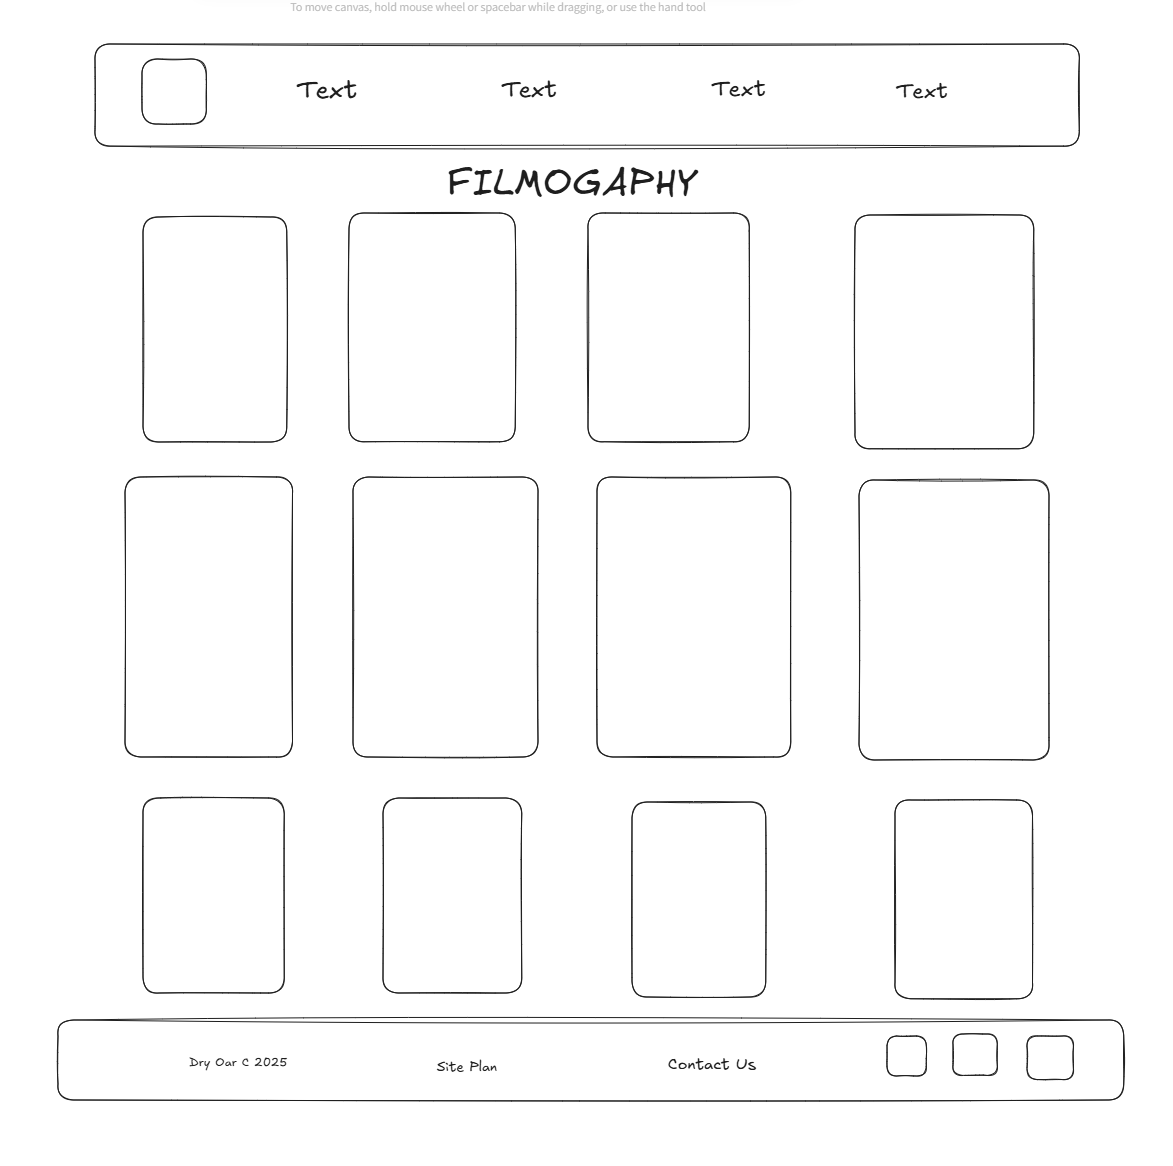 To move canvas, hold mouse wheel or spacebar while dragging, or use the hand tool
Text Text Text Text
FILMOGAPHY
Dry Oar C 2025 Site Plan Contact Us